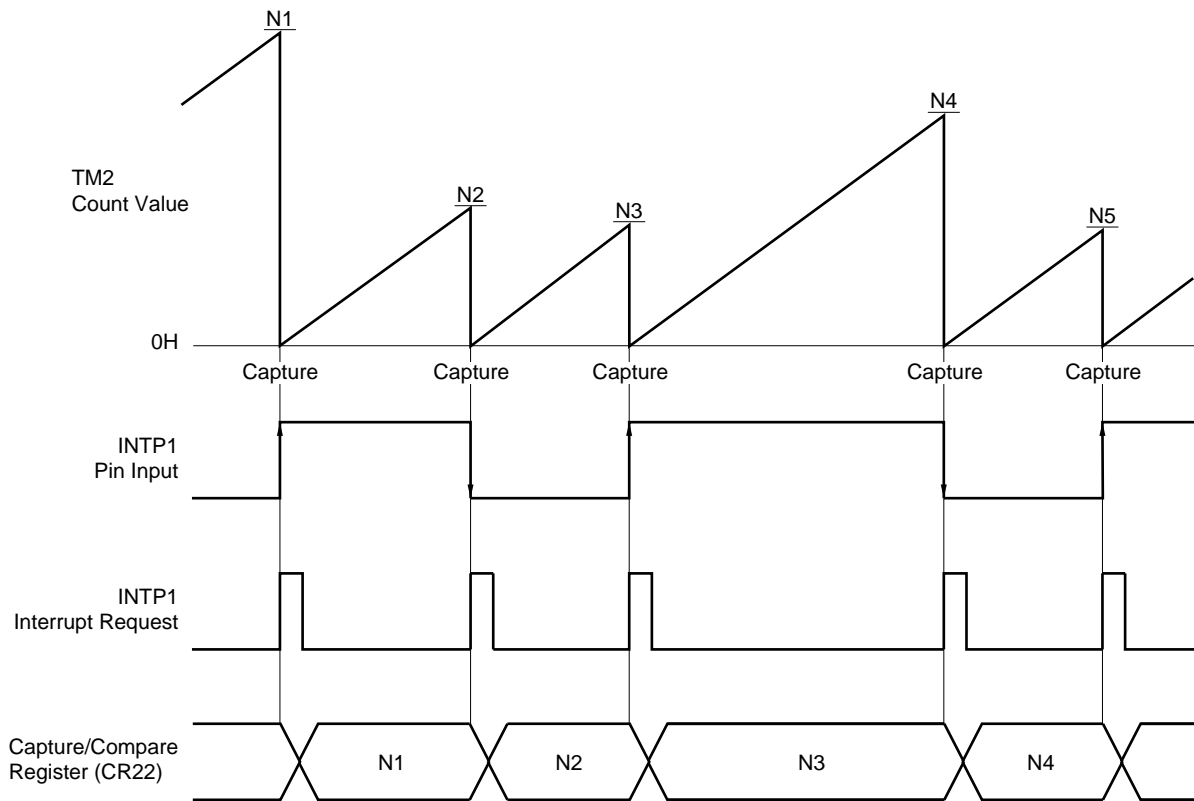 N1
N4
TM2
Count Value
N2
N3
N5
0H
Capture Capture Capture Capture Capture
INTP1
Pin Input
INTP1
Interrupt Request
Capture/Compare
Register (CR22)
N1 N2 N3 N4